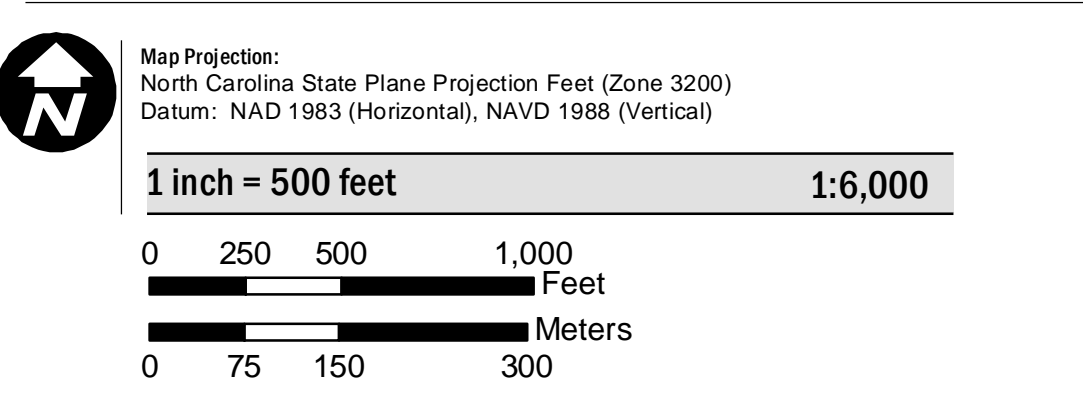 N
Map Projection:
North Carolina State Plane Projection Feet (Zone 3200)
Datum: NAD 1983 (Horizontal), NAVD 1988 (Vertical)
1 inch = 500 feet 1:6,000
0 250 500 1,000
Feet
Meters
0 75 150 300